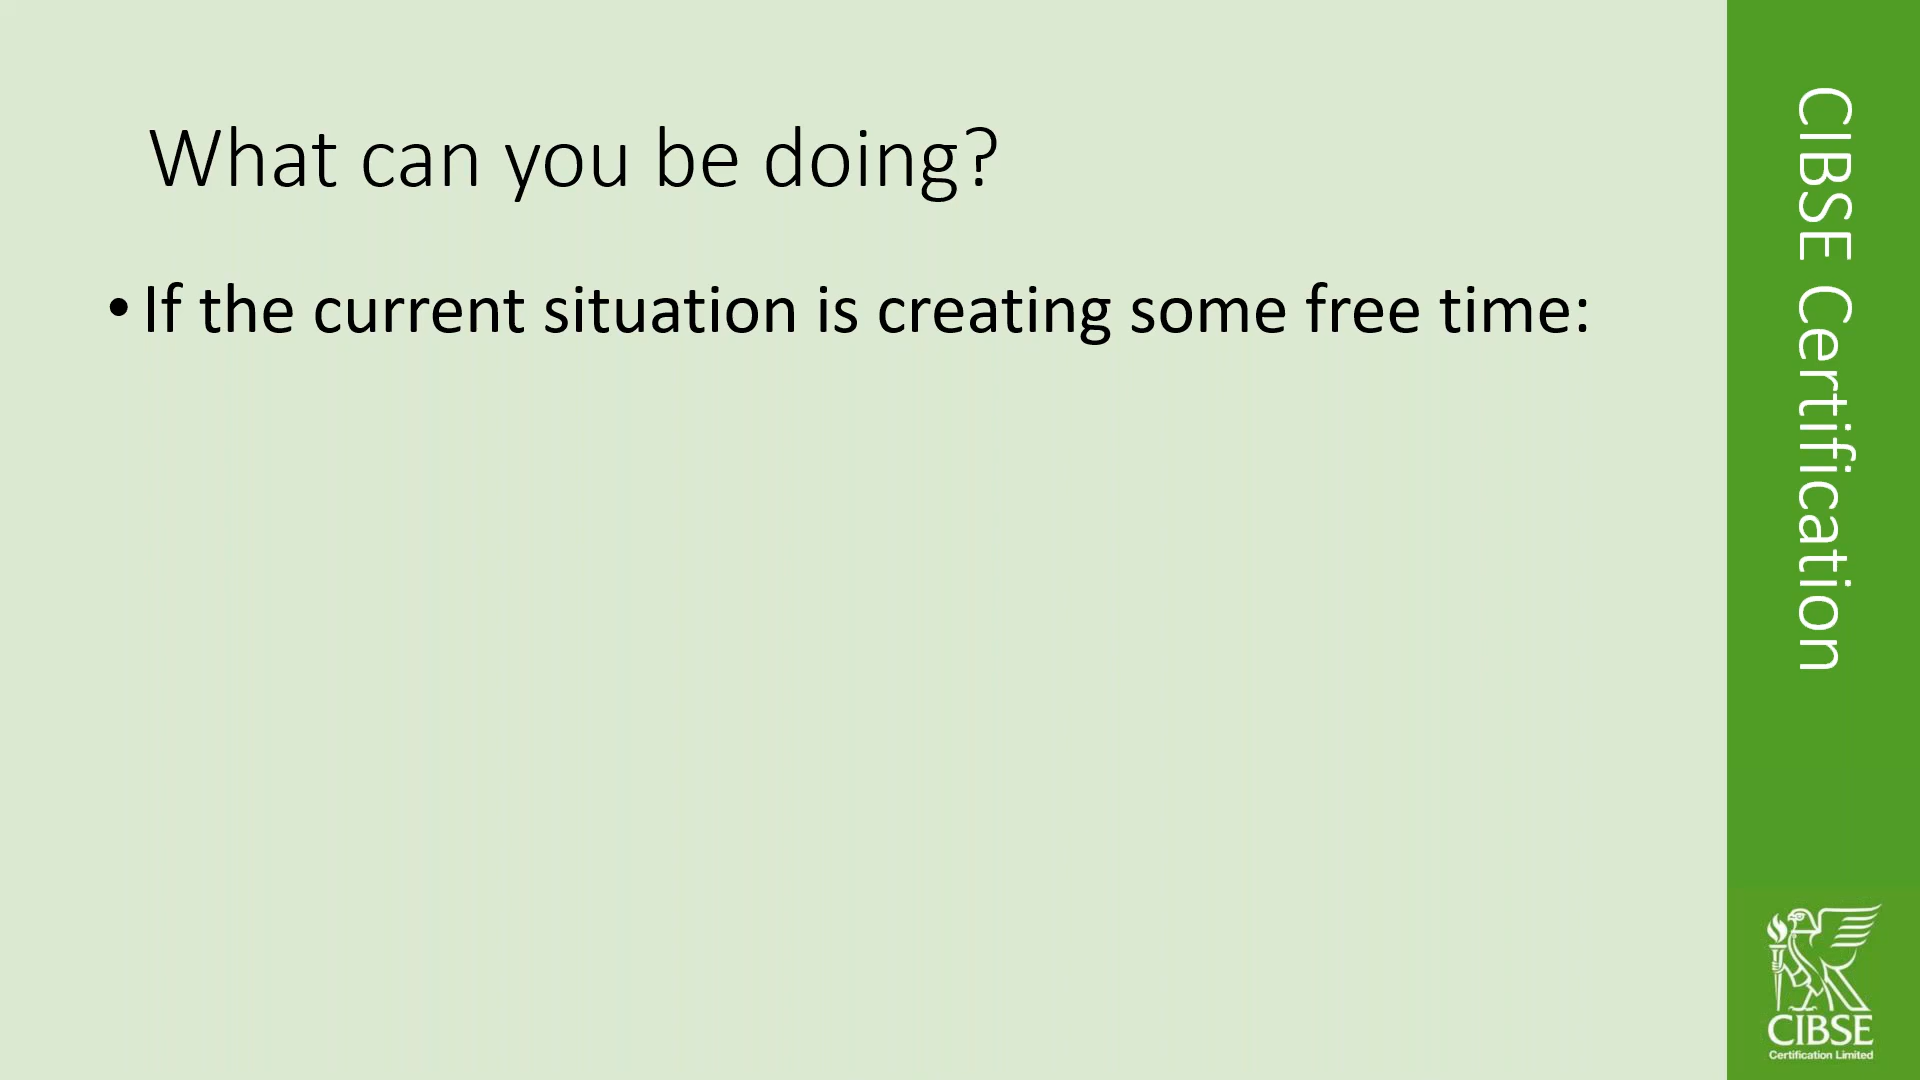 What can you be doing?
• If the current situation is creating some free time:
CIBSE Certification
CIBSE
Certification Limited